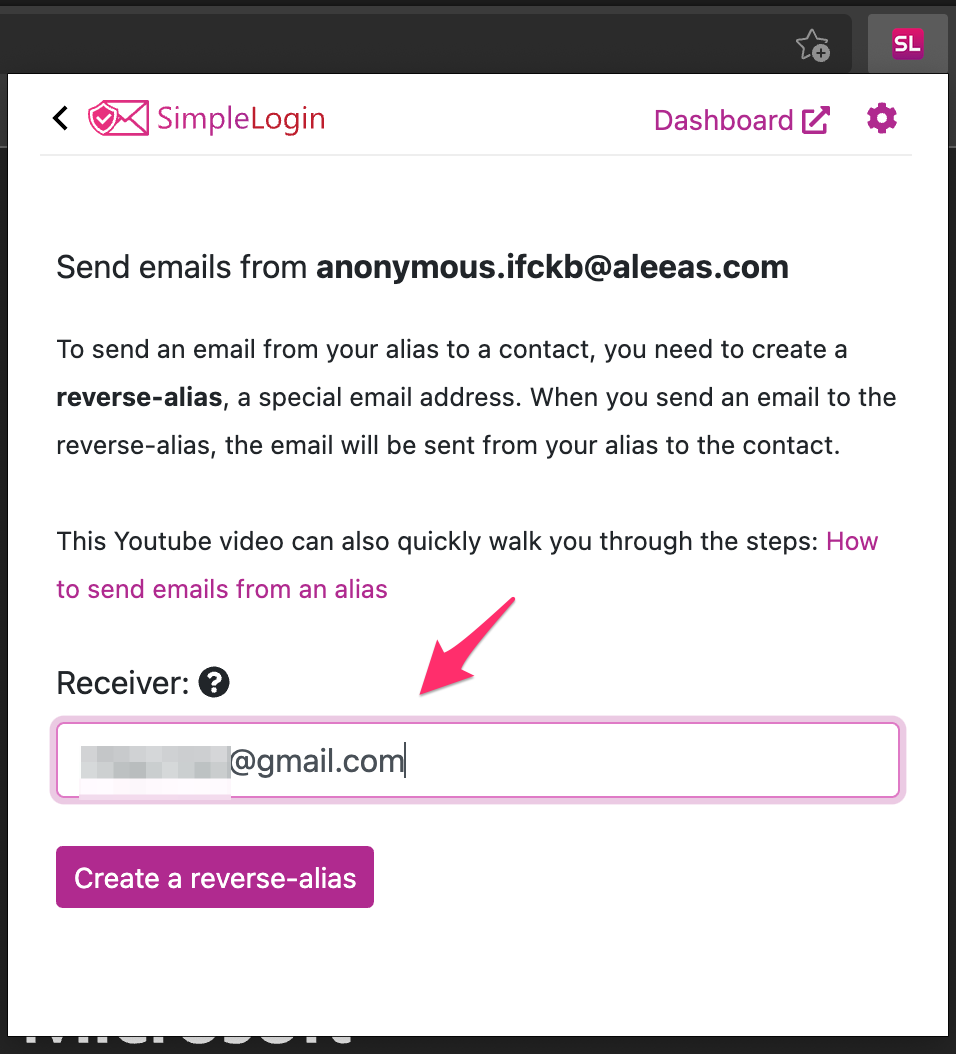 SL
SimpleLogin
Dashboard
Send emails from anonymous.ifckb@aleeas.com
To send an email from your alias to a contact, you need to create a
reverse-alias, a special email address. When you send an email to the
reverse-alias, the email will be sent from your alias to the contact.
This Youtube video can also quickly walk you through the steps: How
to send emails from an alias
Receiver: ?
@gmail.com
Create a reverse-alias